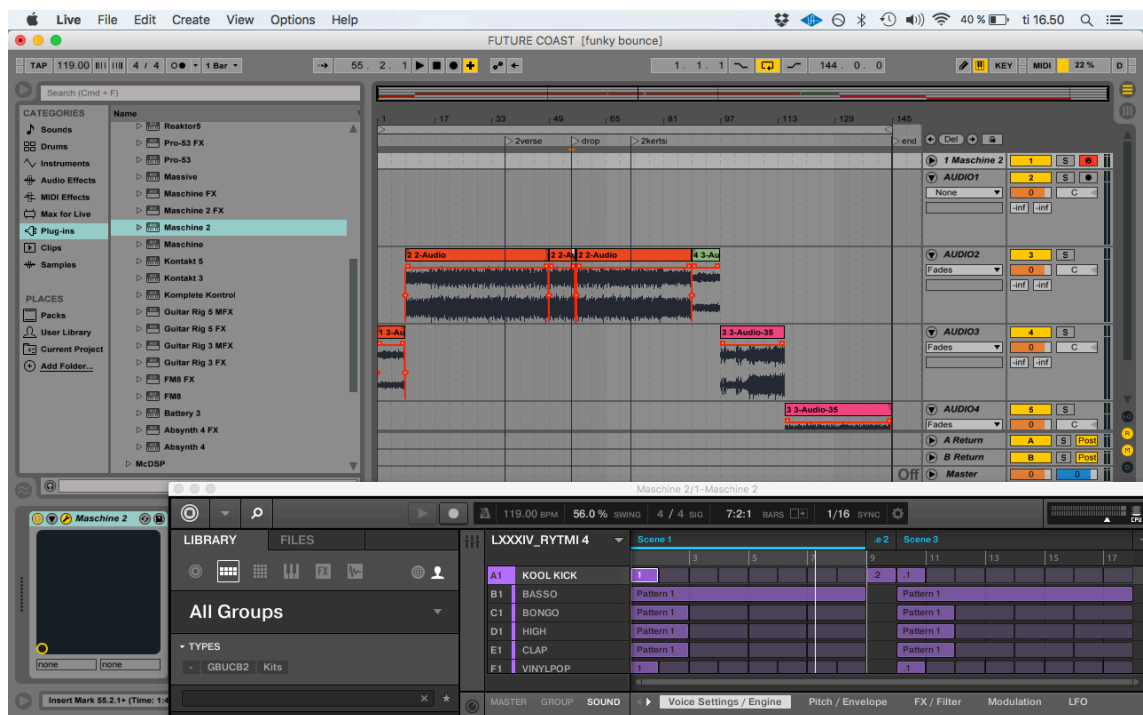 Live File Edit Create View Options Help 40 % ti 16.50
FUTURE COAST [funky bounce]
TAP 119.00 4 / 4 1 Bar 55. 2. 1 1. 1. 1 144. 0. 0 KEY MIDI 22 % D
Search (Cmd + F)
CATEGORIES
Sounds
Drums
Instruments
Audio Effects
MIDI Effects
Max for Live
Plug-ins
Clips
Samples
PLACES
Packs
User Library
Current Project
Add Folder...
Name
Reaktor5
Pro-53 FX
Pro-53
Massive
Maschine FX
Maschine 2 FX
Maschine 2
Maschine
Kontakt 5
Kontakt 3
Komplete Kontrol
Guitar Rig 5 MFX
Guitar Rig 5 FX
Guitar Rig 3 MFX
Guitar Rig 3 FX
FM8 FX
FM8
Battery 3
Absynth 4 FX
Absynth 4
McDSP
1 17 33 49 65 81 97 113 129 145
2verse drop 2kertsi end Del
2 2-Audio 2 2-Au 2 2-Audio 4 3-Au
1 3-Au 3 3-Audio-35
3 3-Audio-35
1 Maschine 2 1 S
AUDIO1 2 S
None 0 C
-inf -inf
AUDIO2 3 S
Fades 0 C
-inf -inf
AUDIO3 4 S
Fades 0 C
-inf -inf
AUDIO4 5 S
Fades 0 C
A Return A S Post
B Return B S Post
Off Master 0 0
Maschine 2/1-Maschine 2
Maschine 2
none none
Insert Mark 55.2.1+ (Time: 1:4
119.00 BPM 56.0 % SWING 4 / 4 SIG 7:2:1 BARS 1/16 SYNC CPU
LIBRARY FILES
All Groups
TYPES
- GBUCB2 Kits
LXXXIV_RYTMI 4 Scene 1 .e 2 Scene 3
3 5 7 9 11 13 15 17
A1 KOOL KICK 1 .2 .1
B1 BASSO Pattern 1 Pattern 1
C1 BONGO Pattern 1 Pattern 1
D1 HIGH Pattern 1 Pattern 1
E1 CLAP Pattern 1 Pattern 1
F1 VINYLPOP 1 .1
MASTER GROUP SOUND Voice Settings / Engine Pitch / Envelope FX / Filter Modulation LFO